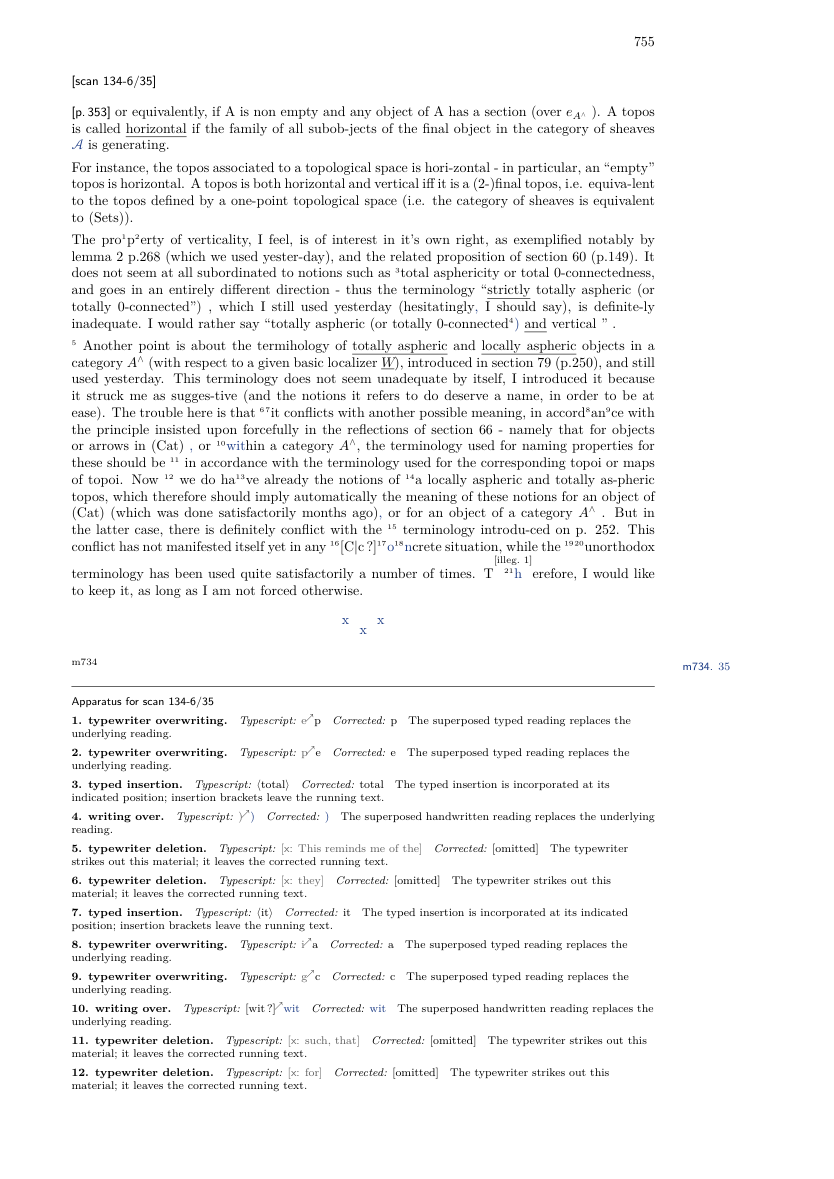 755
[scan 134-6/35]
[p. 353] or equivalently, if A is non empty and any object of A has a section (over e_A^ ). A topos
is called horizontal if the family of all subob-jects of the final object in the category of sheaves
𝒜 is generating.
For instance, the topos associated to a topological space is hori-zontal - in particular, an “empty”
topos is horizontal. A topos is both horizontal and vertical iff it is a (2-)final topos, i.e. equiva-lent
to the topos defined by a one-point topological space (i.e. the category of sheaves is equivalent
to (Sets)).
The pro¹p²erty of verticality, I feel, is of interest in it’s own right, as exemplified notably by
lemma 2 p.268 (which we used yester-day), and the related proposition of section 60 (p.149). It
does not seem at all subordinated to notions such as ³total asphericity or total 0-connectedness,
and goes in an entirely different direction - thus the terminology “strictly totally aspheric (or
totally 0-connected”) , which I still used yesterday (hesitatingly, I should say), is definite-ly
inadequate. I would rather say “totally aspheric (or totally 0-connected⁴) and vertical ” .
⁵ Another point is about the termihology of totally aspheric and locally aspheric objects in a
category A^ (with respect to a given basic localizer W), introduced in section 79 (p.250), and still
used yesterday. This terminology does not seem unadequate by itself, I introduced it because
it struck me as sugges-tive (and the notions it refers to do deserve a name, in order to be at
ease). The trouble here is that ⁶⁷it conflicts with another possible meaning, in accord⁸an⁹ce with
the principle insisted upon forcefully in the reflections of section 66 - namely that for objects
or arrows in (Cat) , or ¹⁰within a category A^, the terminology used for naming properties for
these should be ¹¹ in accordance with the terminology used for the corresponding topoi or maps
of topoi. Now ¹² we do ha¹³ve already the notions of ¹⁴a locally aspheric and totally as-pheric
topos, which therefore should imply automatically the meaning of these notions for an object of
(Cat) (which was done satisfactorily months ago), or for an object of a category A^ . But in
the latter case, there is definitely conflict with the ¹⁵ terminology introdu-ced on p. 252. This
conflict has not manifested itself yet in any ¹⁶[C|c ?]¹⁷o¹⁸ncrete situation, while the ¹⁹²⁰unorthodox
[illeg. 1]
terminology has been used quite satisfactorily a number of times. T ²¹h erefore, I would like
to keep it, as long as I am not forced otherwise.
x x
x
m734
m734. 35
Apparatus for scan 134-6/35
1. typewriter overwriting. Typescript: e↗p Corrected: p The superposed typed reading replaces the
underlying reading.
2. typewriter overwriting. Typescript: p↗e Corrected: e The superposed typed reading replaces the
underlying reading.
3. typed insertion. Typescript: ⟨total⟩ Corrected: total The typed insertion is incorporated at its
indicated position; insertion brackets leave the running text.
4. writing over. Typescript: )↗) Corrected: ) The superposed handwritten reading replaces the underlying
reading.
5. typewriter deletion. Typescript: [x: This reminds me of the] Corrected: [omitted] The typewriter
strikes out this material; it leaves the corrected running text.
6. typewriter deletion. Typescript: [x: they] Corrected: [omitted] The typewriter strikes out this
material; it leaves the corrected running text.
7. typed insertion. Typescript: ⟨it⟩ Corrected: it The typed insertion is incorporated at its indicated
position; insertion brackets leave the running text.
8. typewriter overwriting. Typescript: i↗a Corrected: a The superposed typed reading replaces the
underlying reading.
9. typewriter overwriting. Typescript: g↗c Corrected: c The superposed typed reading replaces the
underlying reading.
10. writing over. Typescript: [wit ?]↗wit Corrected: wit The superposed handwritten reading replaces the
underlying reading.
11. typewriter deletion. Typescript: [x: such, that] Corrected: [omitted] The typewriter strikes out this
material; it leaves the corrected running text.
12. typewriter deletion. Typescript: [x: for] Corrected: [omitted] The typewriter strikes out this
material; it leaves the corrected running text.